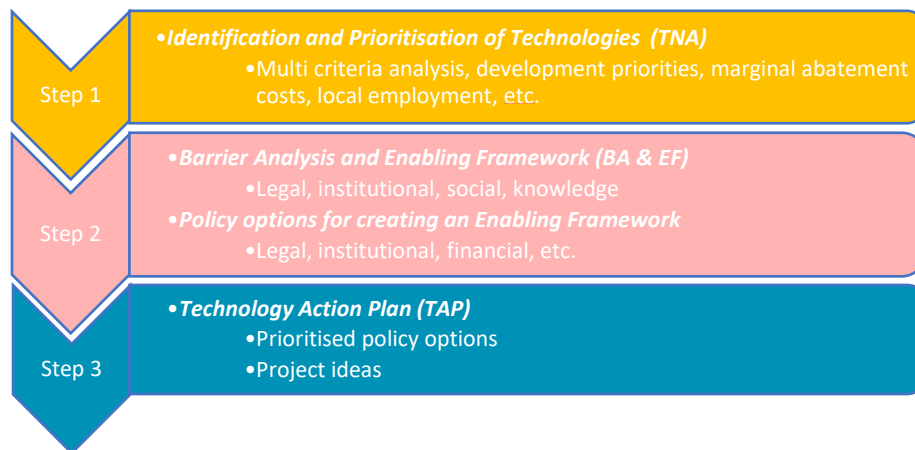 Step 1
•Identification and Prioritisation of Technologies (TNA)
•Multi criteria analysis, development priorities, marginal abatement
costs, local employment, etc.
Step 2
•Barrier Analysis and Enabling Framework (BA & EF)
•Legal, institutional, social, knowledge
•Policy options for creating an Enabling Framework
•Legal, institutional, financial, etc.
Step 3
•Technology Action Plan (TAP)
•Prioritised policy options
•Project ideas